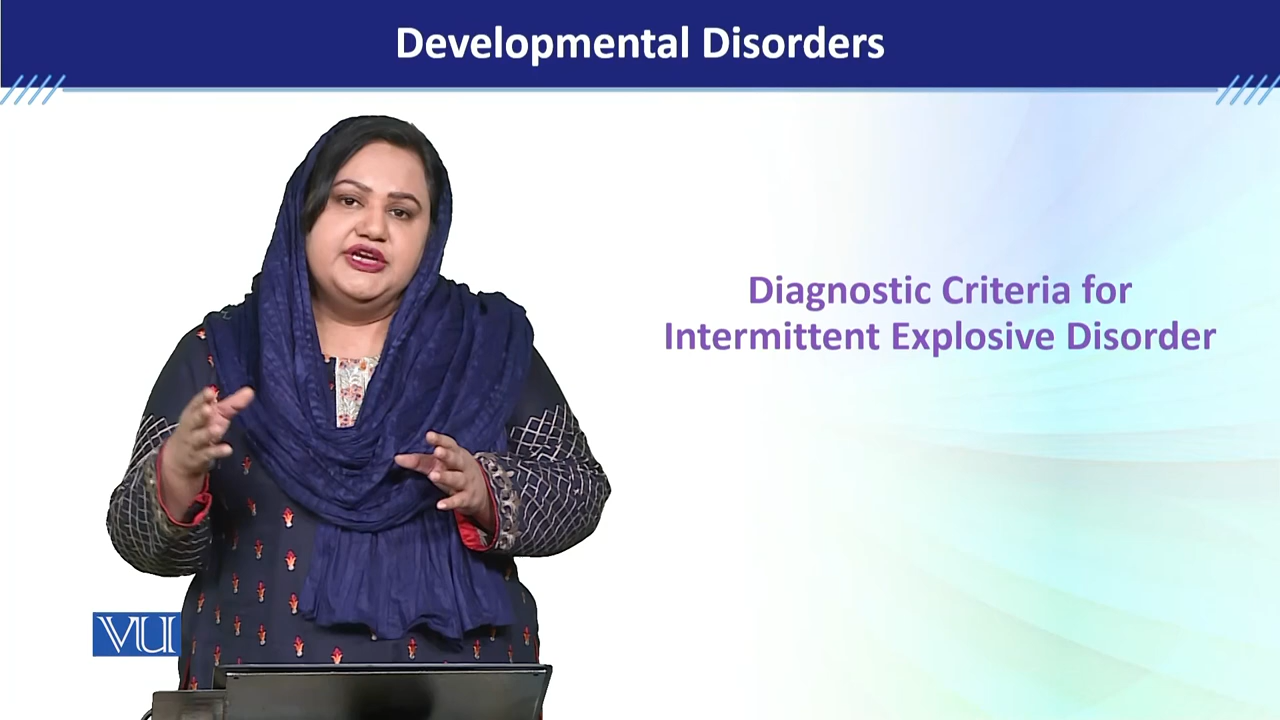 Developmental Disorders
Diagnostic Criteria for
Intermittent Explosive Disorder
VU